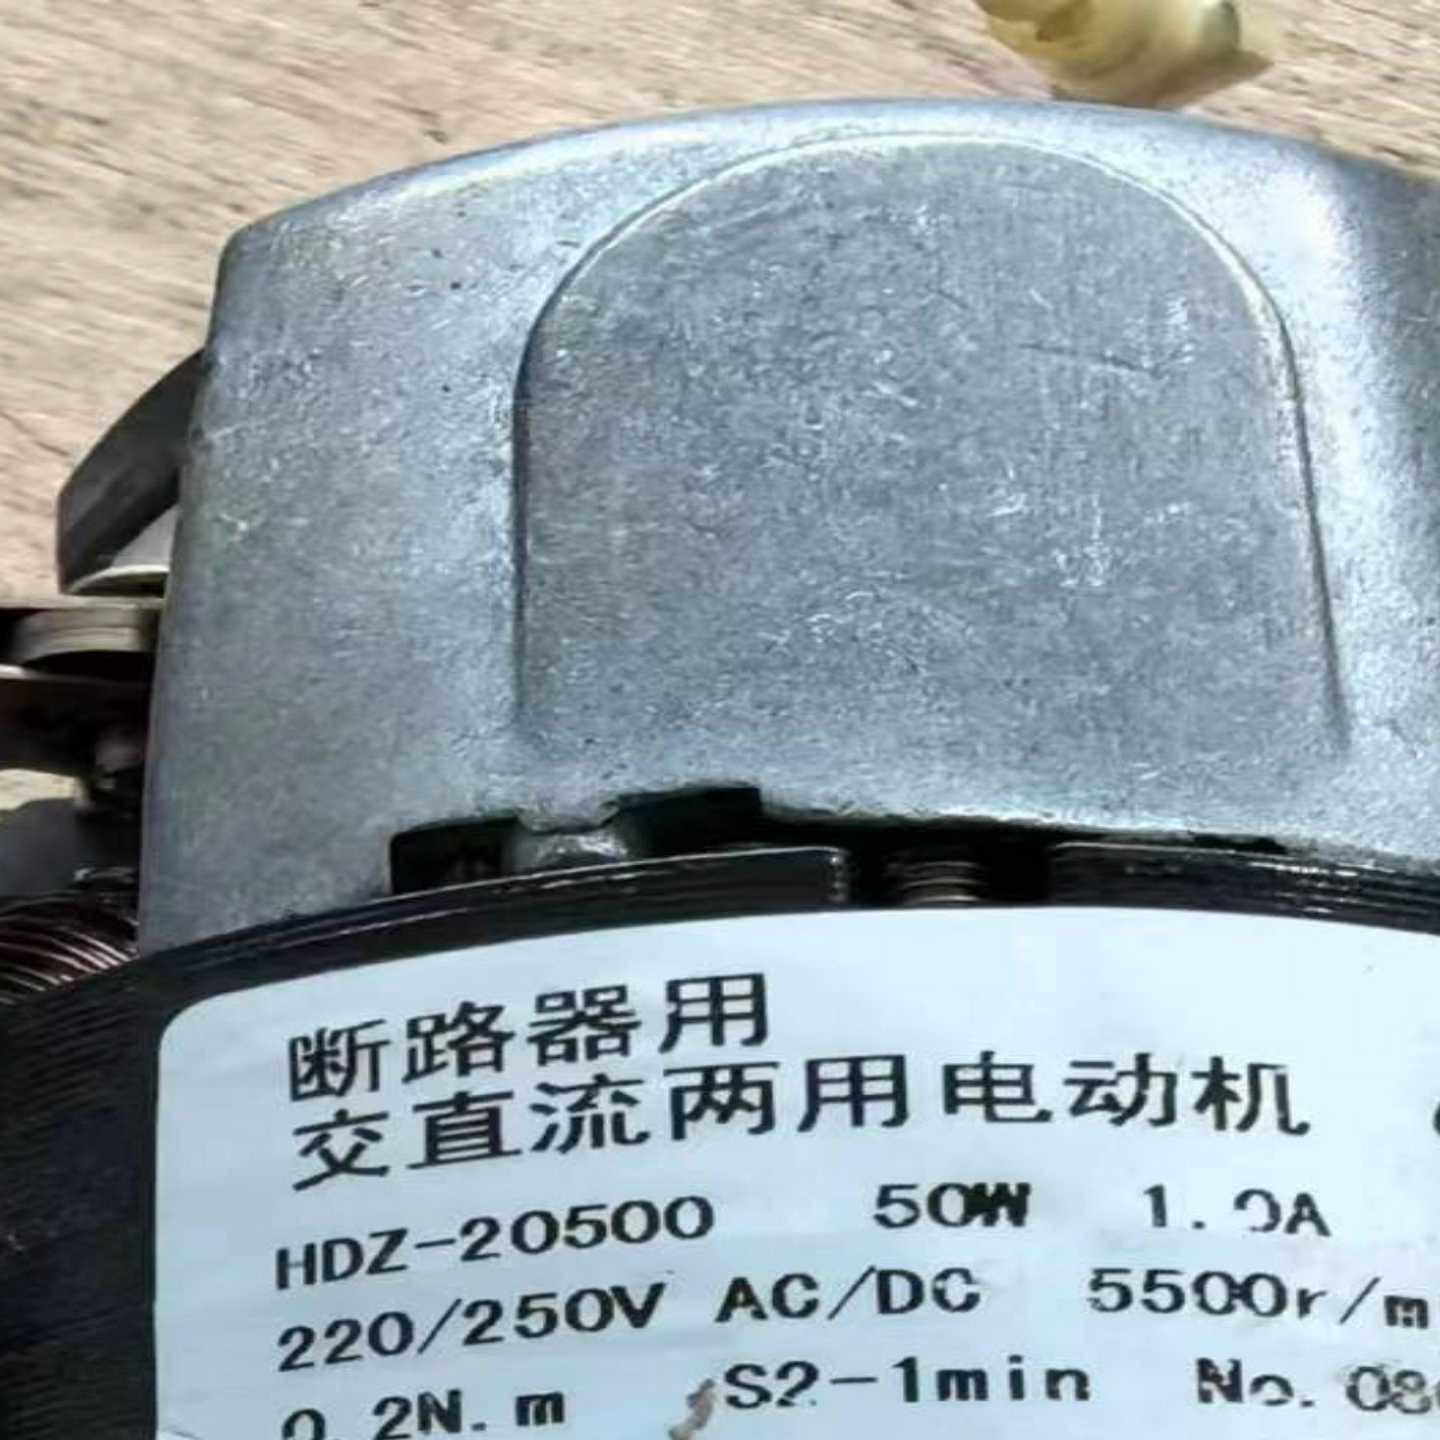 断路器用
交直流两用电动机
HDZ-20500 50W 1.0A
220/250V AC/DC 5500r/m
0.2N.m S2-1min No.08